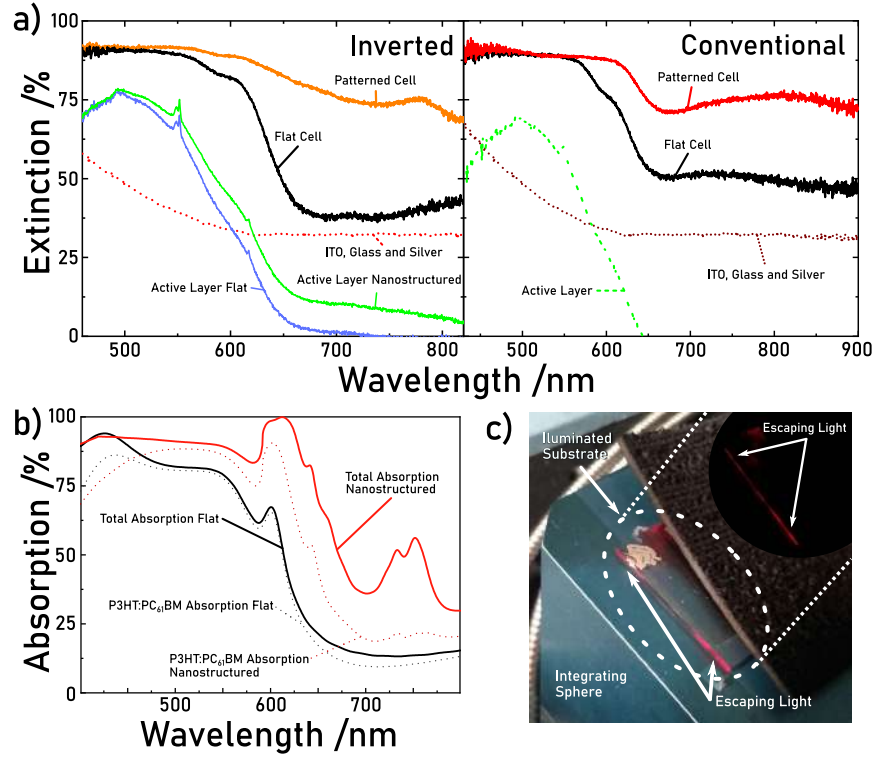 a)
Inverted
Conventional
Extinction /%
100
75
50
25
0
Patterned Cell
Flat Cell
ITO, Glass and Silver
Active Layer Flat
Active Layer Nanostructured
Patterned Cell
Flat Cell
ITO, Glass and Silver
Active Layer
500 600 700 800
500 600 700 800 900
Wavelength /nm
b)
Absorption /%
100
75
50
25
0
Total Absorption
Nanostructured
Total Absorption Flat
P3HT:PC₆₁BM Absorption Flat
P3HT:PC₆₁BM Absorption
Nanostructured
400 500 600 700
Wavelength /nm
c)
Iluminated
Substrate
Escaping Light
Integrating
Sphere
Escaping Light